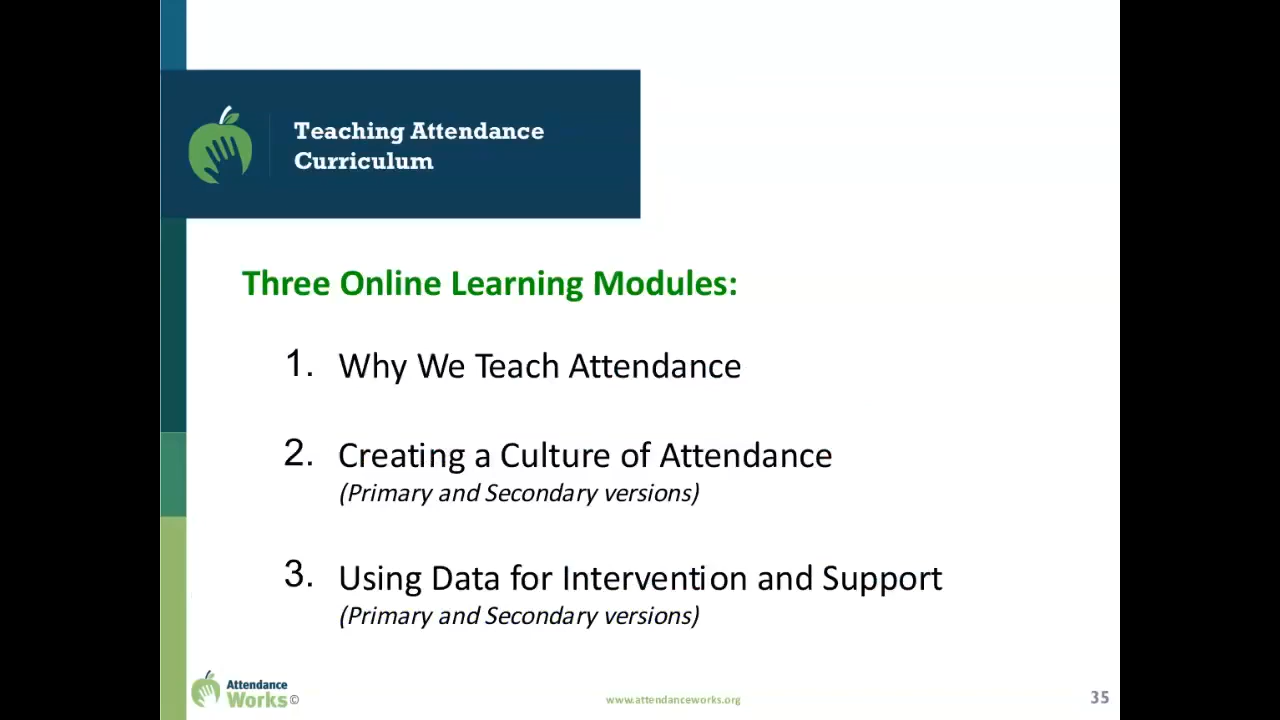 Teaching Attendance
Curriculum
Three Online Learning Modules:
1. Why We Teach Attendance
2. Creating a Culture of Attendance
(Primary and Secondary versions)
3. Using Data for Intervention and Support
(Primary and Secondary versions)
Attendance
Works©
www.attendanceworks.org
35